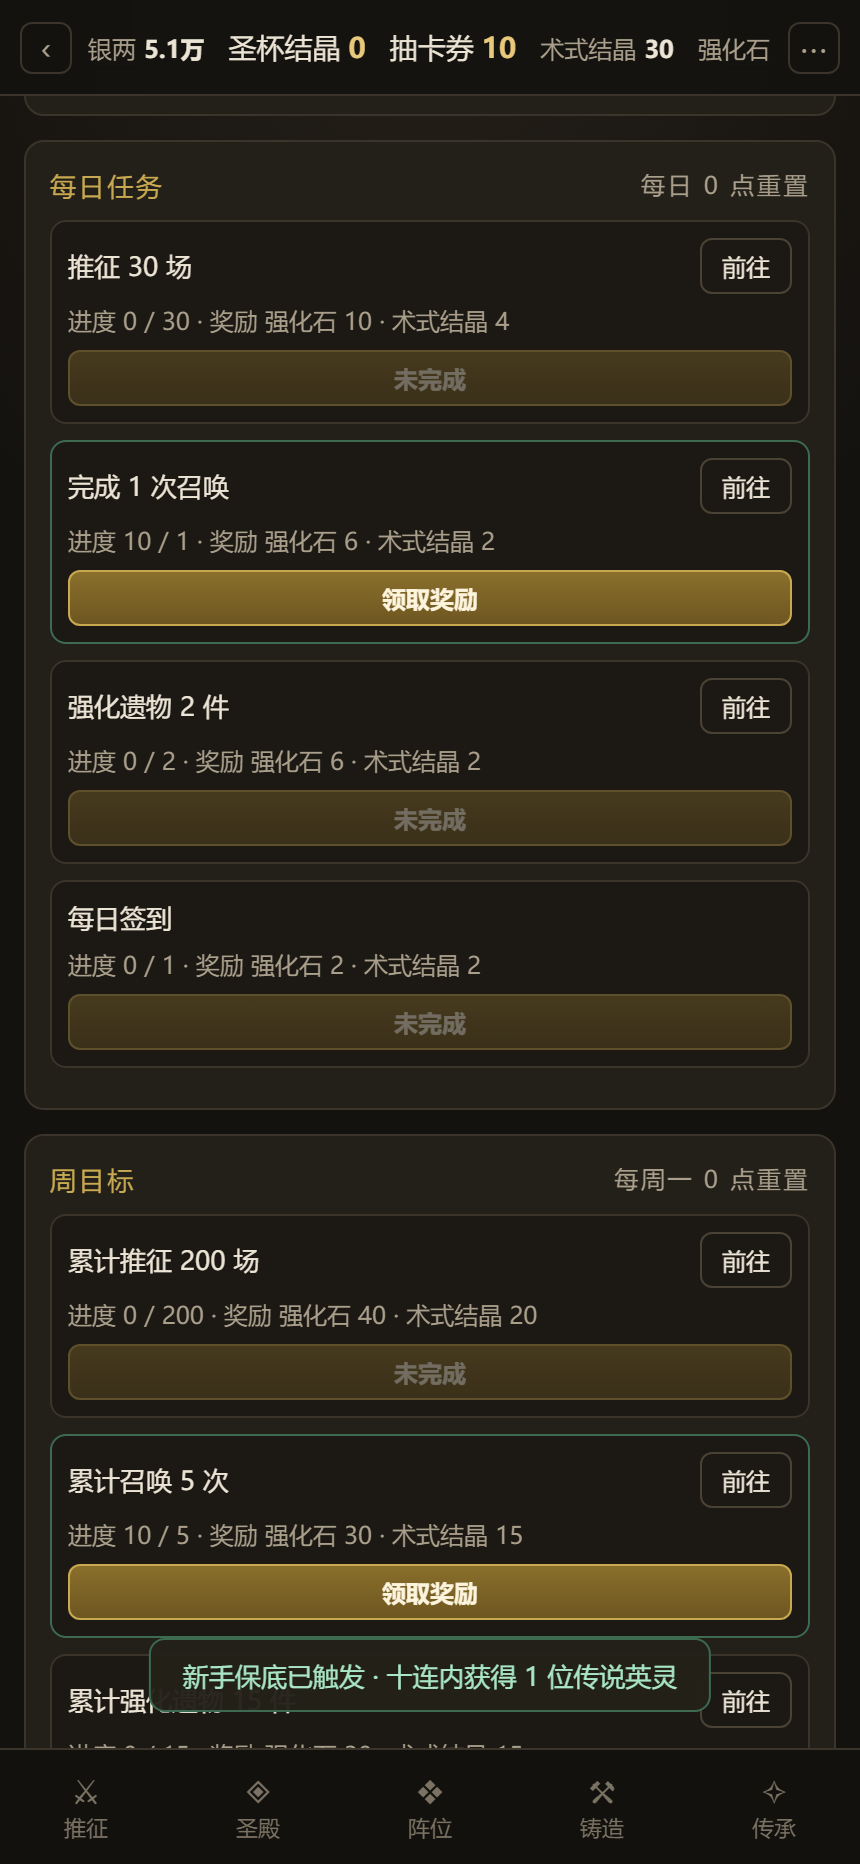 ‹ 银两 5.1万 圣杯结晶 0 抽卡券 10 术式结晶 30 强化石 ⋯
每日任务 每日 0 点重置
推征 30 场 前往
进度 0 / 30 · 奖励 强化石 10 · 术式结晶 4
未完成
完成 1 次召唤 前往
进度 10 / 1 · 奖励 强化石 6 · 术式结晶 2
领取奖励
强化遗物 2 件 前往
进度 0 / 2 · 奖励 强化石 6 · 术式结晶 2
未完成
每日签到
进度 0 / 1 · 奖励 强化石 2 · 术式结晶 2
未完成
周目标 每周一 0 点重置
累计推征 200 场 前往
进度 0 / 200 · 奖励 强化石 40 · 术式结晶 20
未完成
累计召唤 5 次 前往
进度 10 / 5 · 奖励 强化石 30 · 术式结晶 15
领取奖励
新手保底已触发 · 十连内获得 1 位传说英灵
累计强化遗物 15 件 前往
推征 圣殿 阵位 铸造 传承